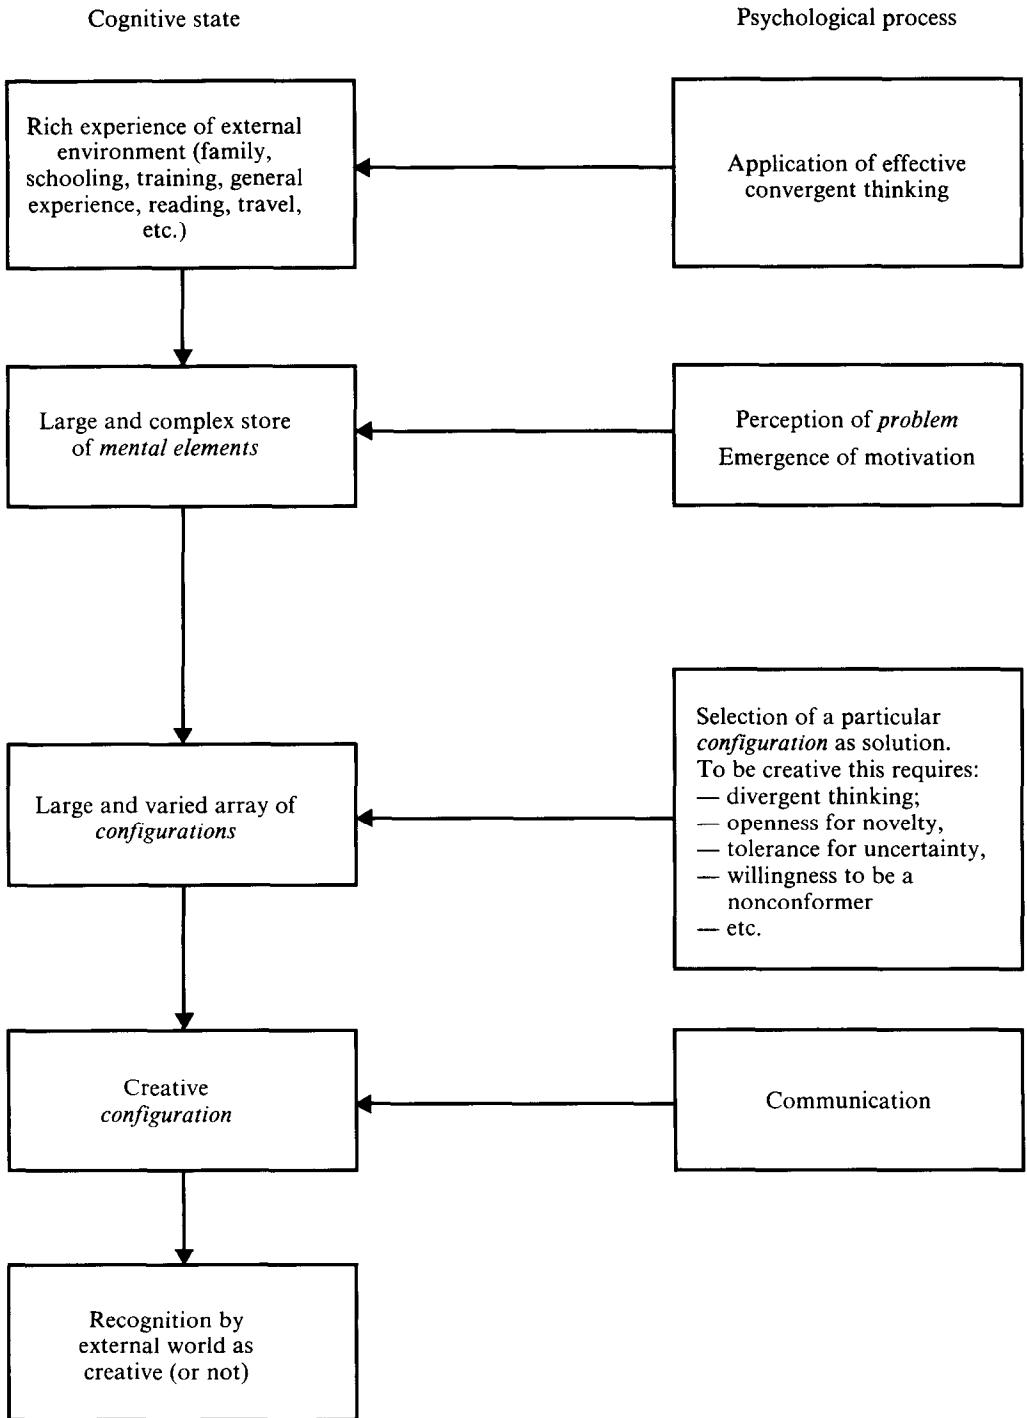 Cognitive state
Psychological process
Rich experience of external
environment (family,
schooling, training, general
experience, reading, travel,
etc.)
Application of effective
convergent thinking
Large and complex store
of mental elements
Perception of problem
Emergence of motivation
Large and varied array of
configurations
Selection of a particular
configuration as solution.
To be creative this requires:
— divergent thinking;
— openness for novelty,
— tolerance for uncertainty,
— willingness to be a
nonconformer
— etc.
Creative
configuration
Communication
Recognition by
external world as
creative (or not)